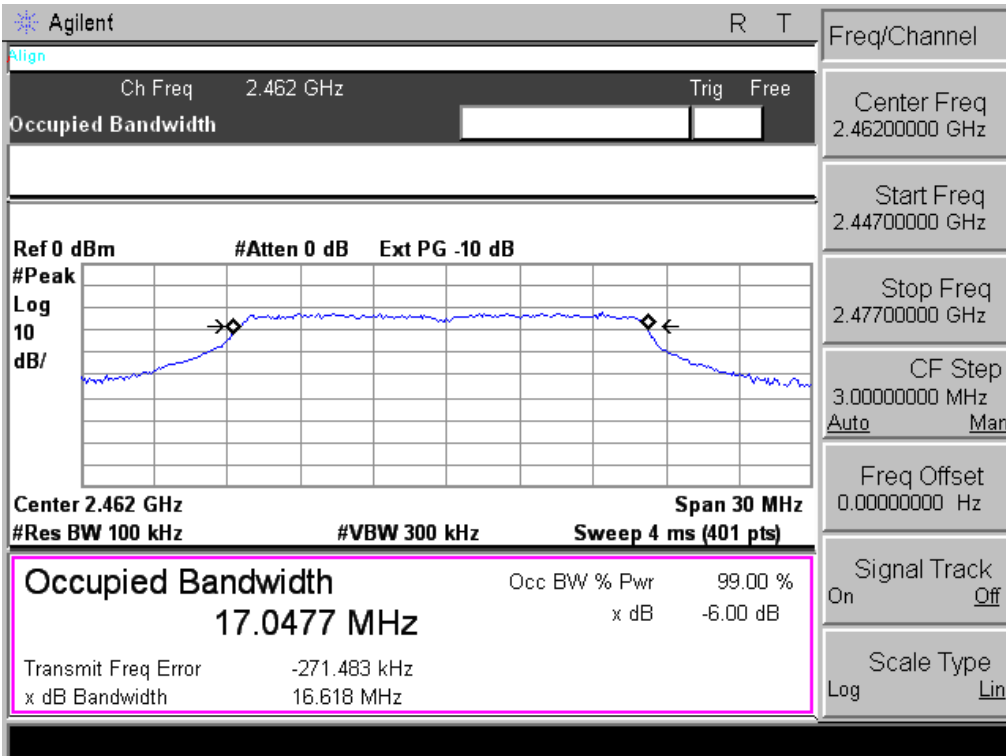 Agilent R T
Align
Ch Freq 2.462 GHz Trig Free
Occupied Bandwidth
Ref 0 dBm #Atten 0 dB Ext PG -10 dB
#Peak
Log
10
dB/
Center 2.462 GHz Span 30 MHz
#Res BW 100 kHz #VBW 300 kHz Sweep 4 ms (401 pts)
Occupied Bandwidth Occ BW % Pwr 99.00 %
17.0477 MHz x dB -6.00 dB
Transmit Freq Error -271.483 kHz
x dB Bandwidth 16.618 MHz
Freq/Channel
Center Freq
2.46200000 GHz
Start Freq
2.44700000 GHz
Stop Freq
2.47700000 GHz
CF Step
3.00000000 MHz
Auto Man
Freq Offset
0.00000000 Hz
Signal Track
On Off
Scale Type
Log Lin